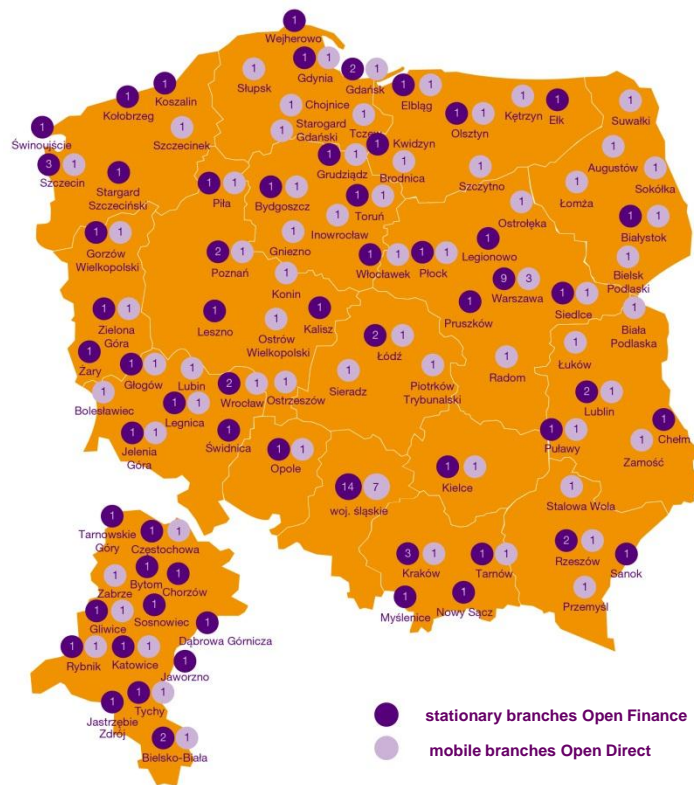 1
Wejherowo
1 1
Gdynia
2 1
Gdańsk
1
Słupsk
1
Koszalin
1
Kołobrzeg
1 1
Elbląg
1
Chojnice
1
Starogard
Gdański
1
Tczew
1
Kwidzyn
1 1
Olsztyn
1
Kętrzyn
1
Ełk
1
Suwałki
1
Świnoujście
3 1
Szczecin
1
Szczecinek
1
Stargard
Szczeciński
1 1
Piła
1 1
Bydgoszcz
1 1
Grudziądz
1
Brodnica
1 1
Toruń
1
Inowrocław
1
Szczytno
1
Augustów
1
Sokółka
1
Łomża
1
Ostrołęka
1 1
Białystok
1
Bielsk
Podlaski
1 1
Gorzów
Wielkopolski
2 1
Poznań
1
Gniezno
1
Konin
1 1
Włocławek
1 1
Płock
1
Legionowo
9 3
Warszawa
1
Pruszków
1 1
Siedlce
1
Biała
Podlaska
1 1
Zielona
Góra
1
Leszno
1
Ostrów
Wielkopolski
1
Kalisz
2 1
Łódź
1
Sieradz
1
Piotrków
Trybunalski
1
Radom
1
Łuków
1
Żary
1 1
Głogów
1
Lubin
1
Bolesławiec
1 1
Legnica
2 1
Wrocław
1
Ostrzeszów
1 1
Jelenia
Góra
1
Świdnica
1 1
Opole
14 7
woj. śląskie
1 1
Kielce
2 1
Lublin
1 1
Puławy
1
Chełm
1
Zamość
1
Stalowa Wola
3 1
Kraków
1 1
Tarnów
2 1
Rzeszów
1
Sanok
1
Myślenice
1
Nowy Sącz
1
Przemyśl
1
Tarnowskie
Góry
1 1
Częstochowa
1
Zabrze
1
Bytom
1
Chorzów
1 1
Gliwice
1
Sosnowiec
1
Dąbrowa Górnicza
1 1
Rybnik
1 1
Katowice
1
Jaworzno
1
Jastrzębie
Zdrój
1 1
Tychy
2 1
Bielsko-Biała
stationary branches Open Finance
mobile branches Open Direct